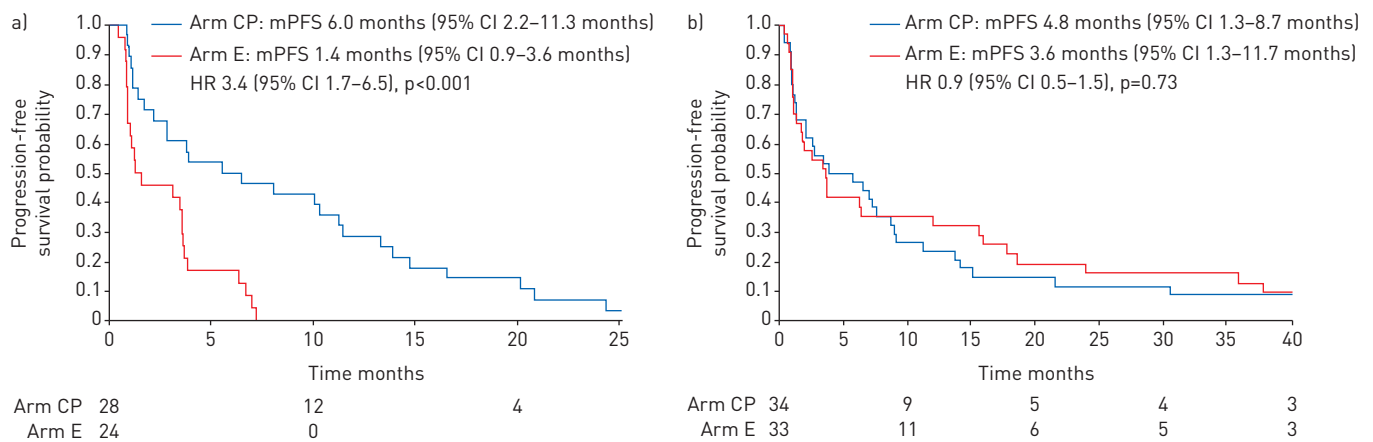 a)
Arm CP: mPFS 6.0 months (95% CI 2.2–11.3 months)
Arm E: mPFS 1.4 months (95% CI 0.9–3.6 months)
HR 3.4 (95% CI 1.7–6.5), p<0.001
Progression-free
survival probability
1.0
0.9
0.8
0.7
0.6
0.5
0.4
0.3
0.2
0.1
0
0 5 10 15 20 25
Time months
Arm CP 28 12 4
Arm E 24 0
b)
Arm CP: mPFS 4.8 months (95% CI 1.3–8.7 months)
Arm E: mPFS 3.6 months (95% CI 1.3–11.7 months)
HR 0.9 (95% CI 0.5–1.5), p=0.73
Progression-free
survival probability
1.0
0.9
0.8
0.7
0.6
0.5
0.4
0.3
0.2
0.1
0
0 5 10 15 20 25 30 35 40
Time months
Arm CP 34 9 5 4 3
Arm E 33 11 6 5 3